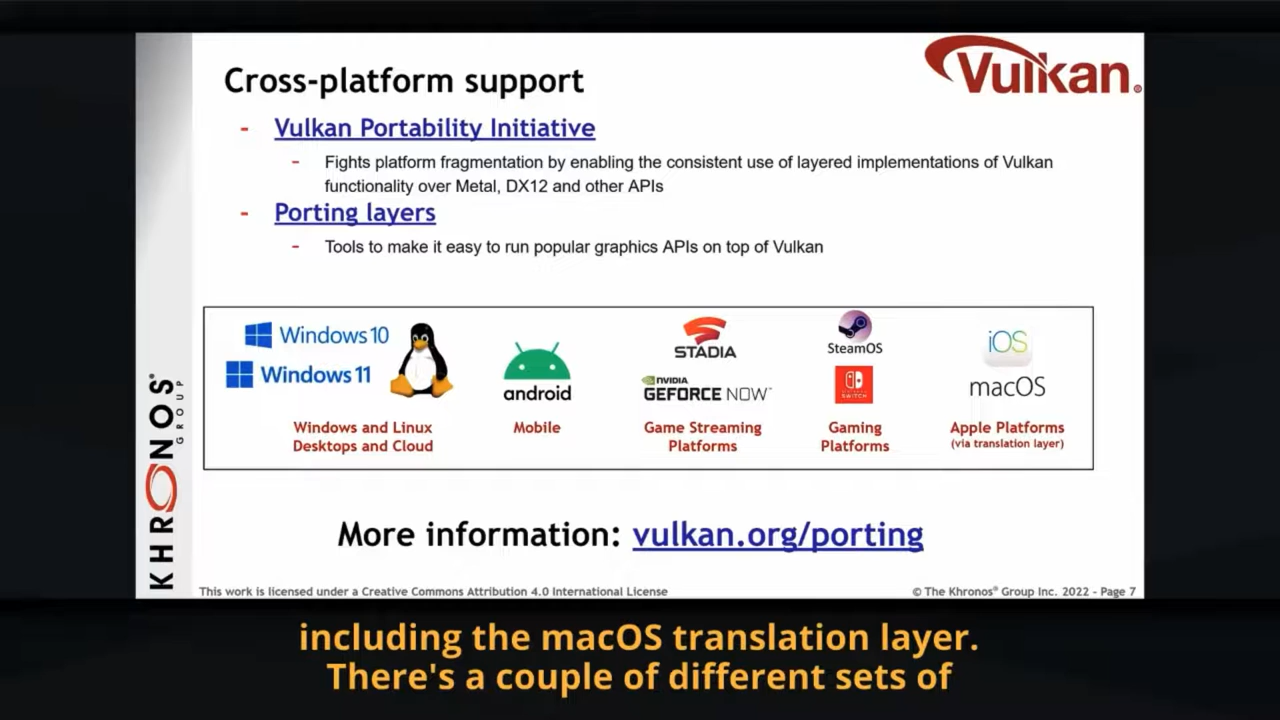 Vulkan®
Cross-platform support
- Vulkan Portability Initiative
- Fights platform fragmentation by enabling the consistent use of layered implementations of Vulkan
functionality over Metal, DX12 and other APIs
- Porting layers
- Tools to make it easy to run popular graphics APIs on top of Vulkan
Windows 10
Windows 11
android
STADIA
NVIDIA
GEFORCE NOW™
SteamOS
SWITCH
iOS
macOS
Windows and Linux
Desktops and Cloud
Mobile
Game Streaming
Platforms
Gaming
Platforms
Apple Platforms
(via translation layer)
KHRONOS®
GROUP
More information: vulkan.org/porting
This work is licensed under a Creative Commons Attribution 4.0 International License
© The Khronos® Group Inc. 2022 - Page 7
including the macOS translation layer.
There's a couple of different sets of